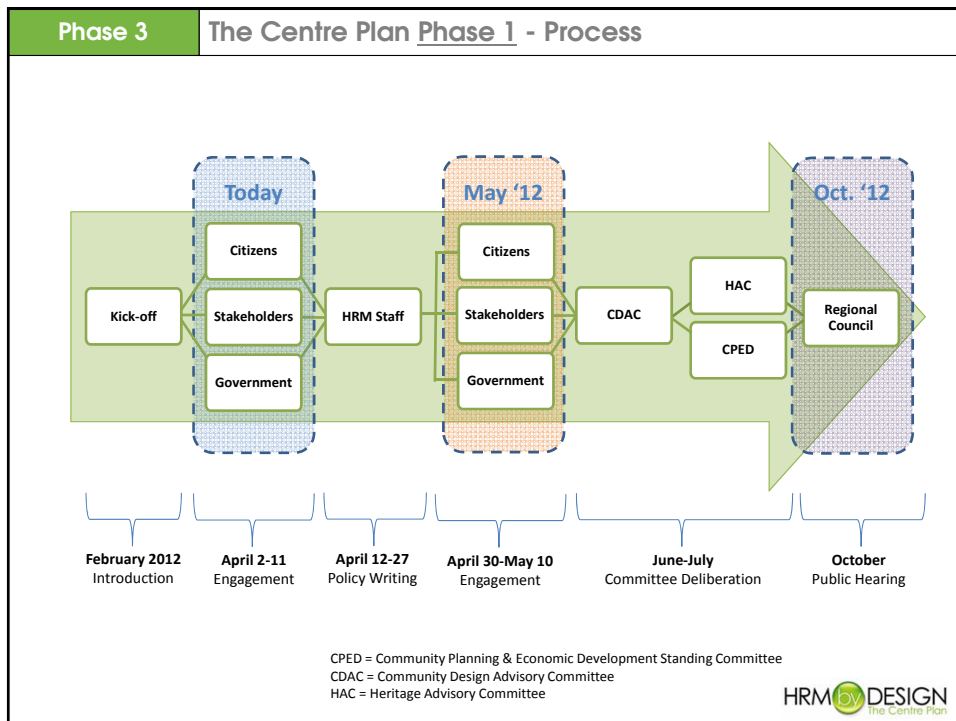 Phase 3
The Centre Plan Phase 1 - Process
Today
May ‘12
Oct. ‘12
Kick-off
Citizens
Stakeholders
Government
HRM Staff
Citizens
Stakeholders
Government
CDAC
HAC
CPED
Regional
Council
February 2012
Introduction
April 2-11
Engagement
April 12-27
Policy Writing
April 30-May 10
Engagement
June-July
Committee Deliberation
October
Public Hearing
CPED = Community Planning & Economic Development Standing Committee
CDAC = Community Design Advisory Committee
HAC = Heritage Advisory Committee
HRM by DESIGN
The Centre Plan